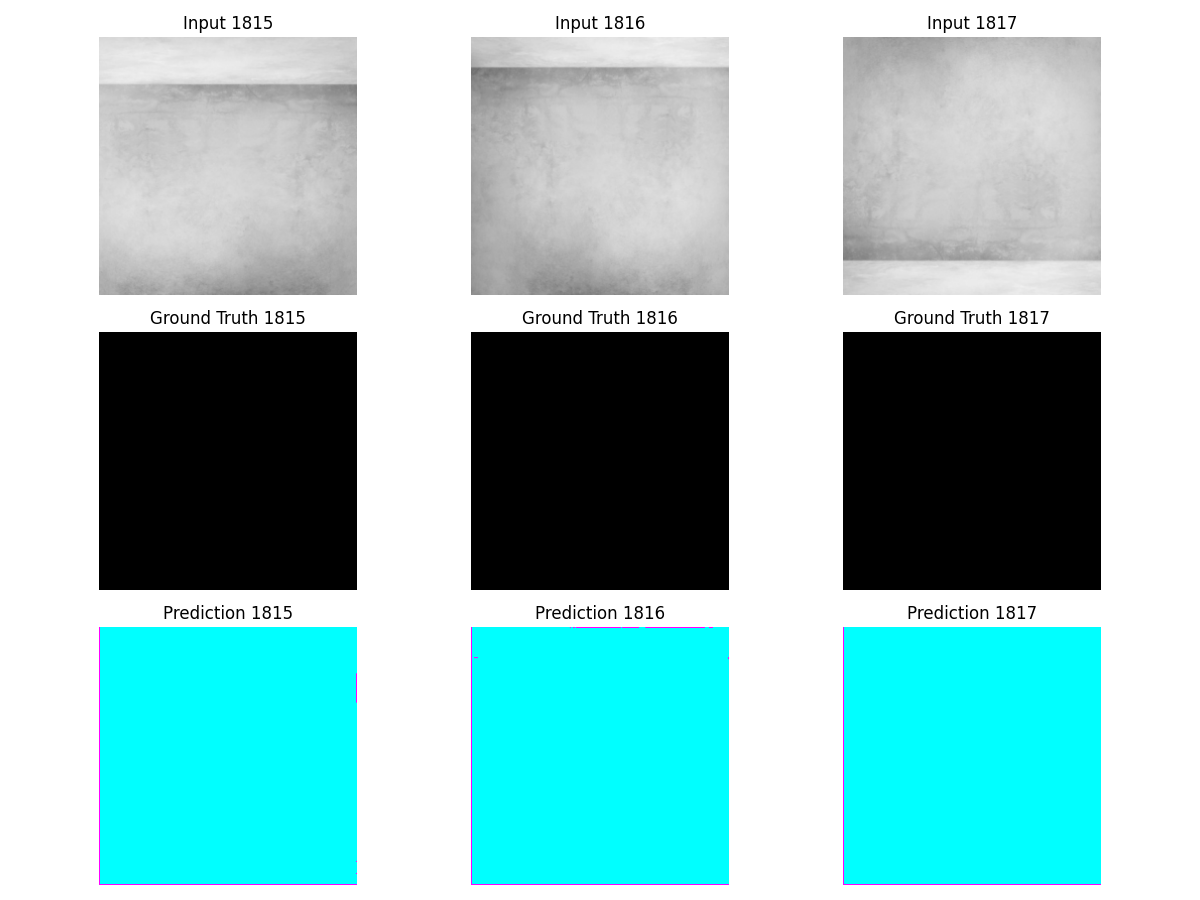 Input 1815
Input 1816
Input 1817
Ground Truth 1815
Ground Truth 1816
Ground Truth 1817
Prediction 1815
Prediction 1816
Prediction 1817